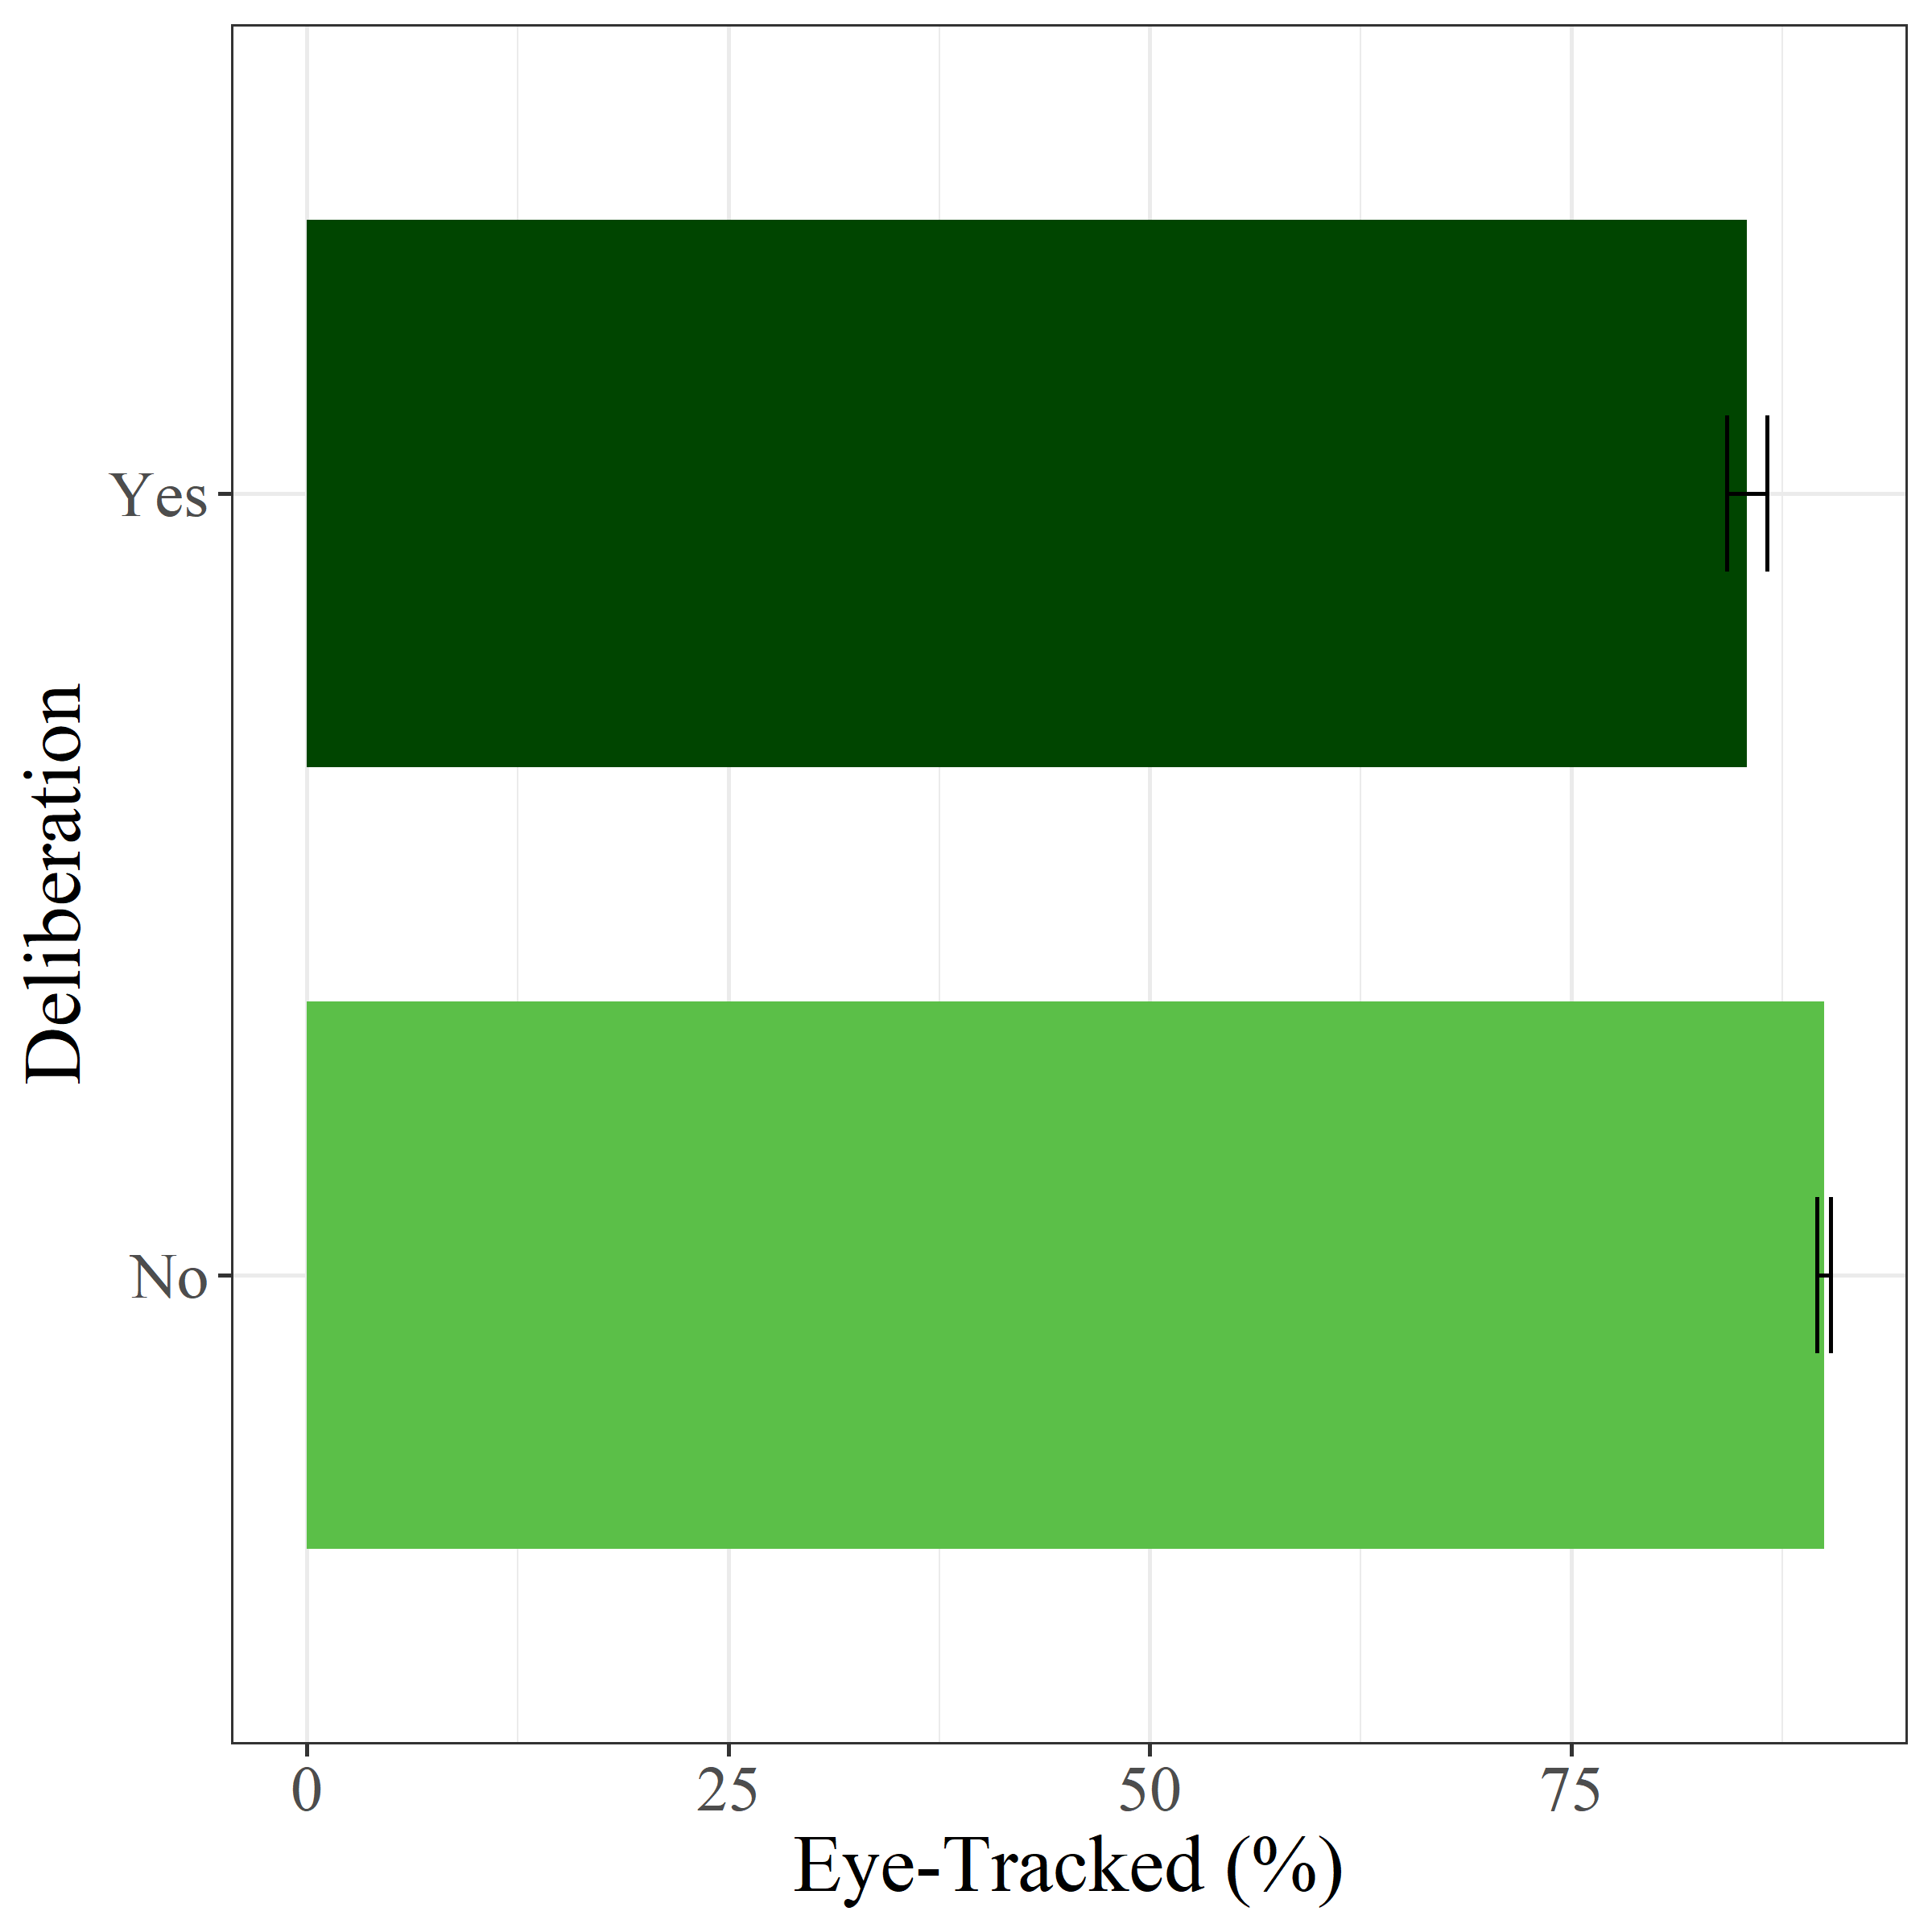 Deliberation
Yes
No
0 25 50 75
Eye-Tracked (%)